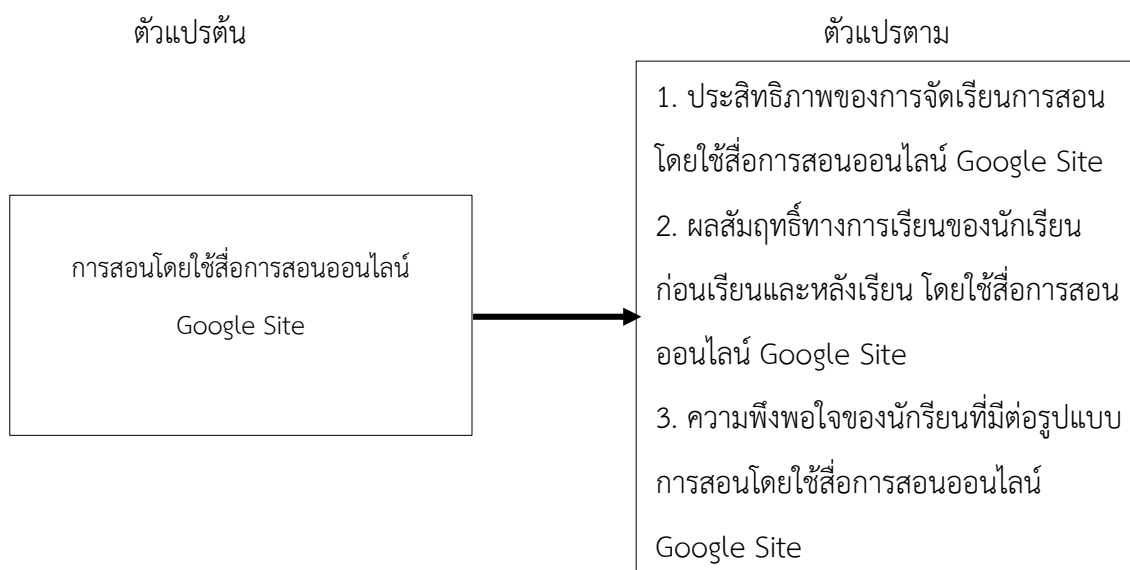 ตัวแปรต้น
ตัวแปรตาม
การสอนโดยใช้สื่อการสอนออนไลน์
Google Site
1. ประสิทธิภาพของการจัดเรียนการสอน
โดยใช้สื่อการสอนออนไลน์ Google Site
2. ผลสัมฤทธิ์ทางการเรียนของนักเรียน
ก่อนเรียนและหลังเรียน โดยใช้สื่อการสอน
ออนไลน์ Google Site
3. ความพึงพอใจของนักรียนที่มีต่อรูปแบบ
การสอนโดยใช้สื่อการสอนออนไลน์
Google Site